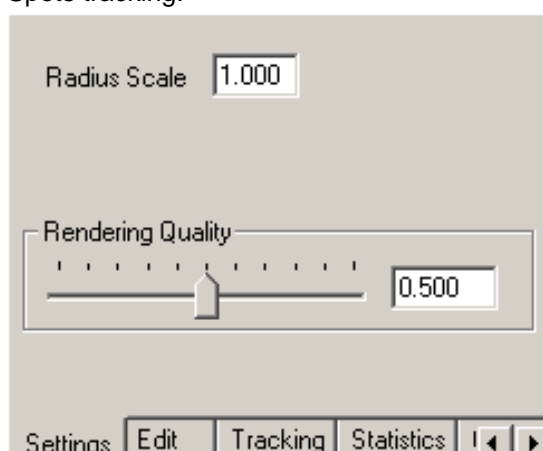 spots tracking.
Radius Scale 1.000
Rendering Quality
0.500
Settings Edit Tracking Statistics